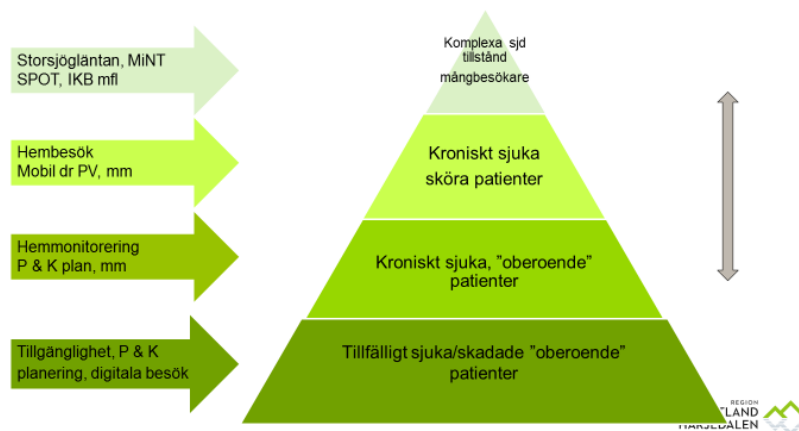 Storsjögläntan, MiNT
SPOT, IKB mfl
Komplexa sjd
tillstånd
mångbesökare
Hembesök
Mobil dr PV, mm
Kroniskt sjuka
sköra patienter
Hemmonitorering
P & K plan, mm
Kroniskt sjuka, ”oberoende”
patienter
Tillgänglighet, P & K
planering, digitala besök
Tillfälligt sjuka/skadade ”oberoende”
patienter
REGION